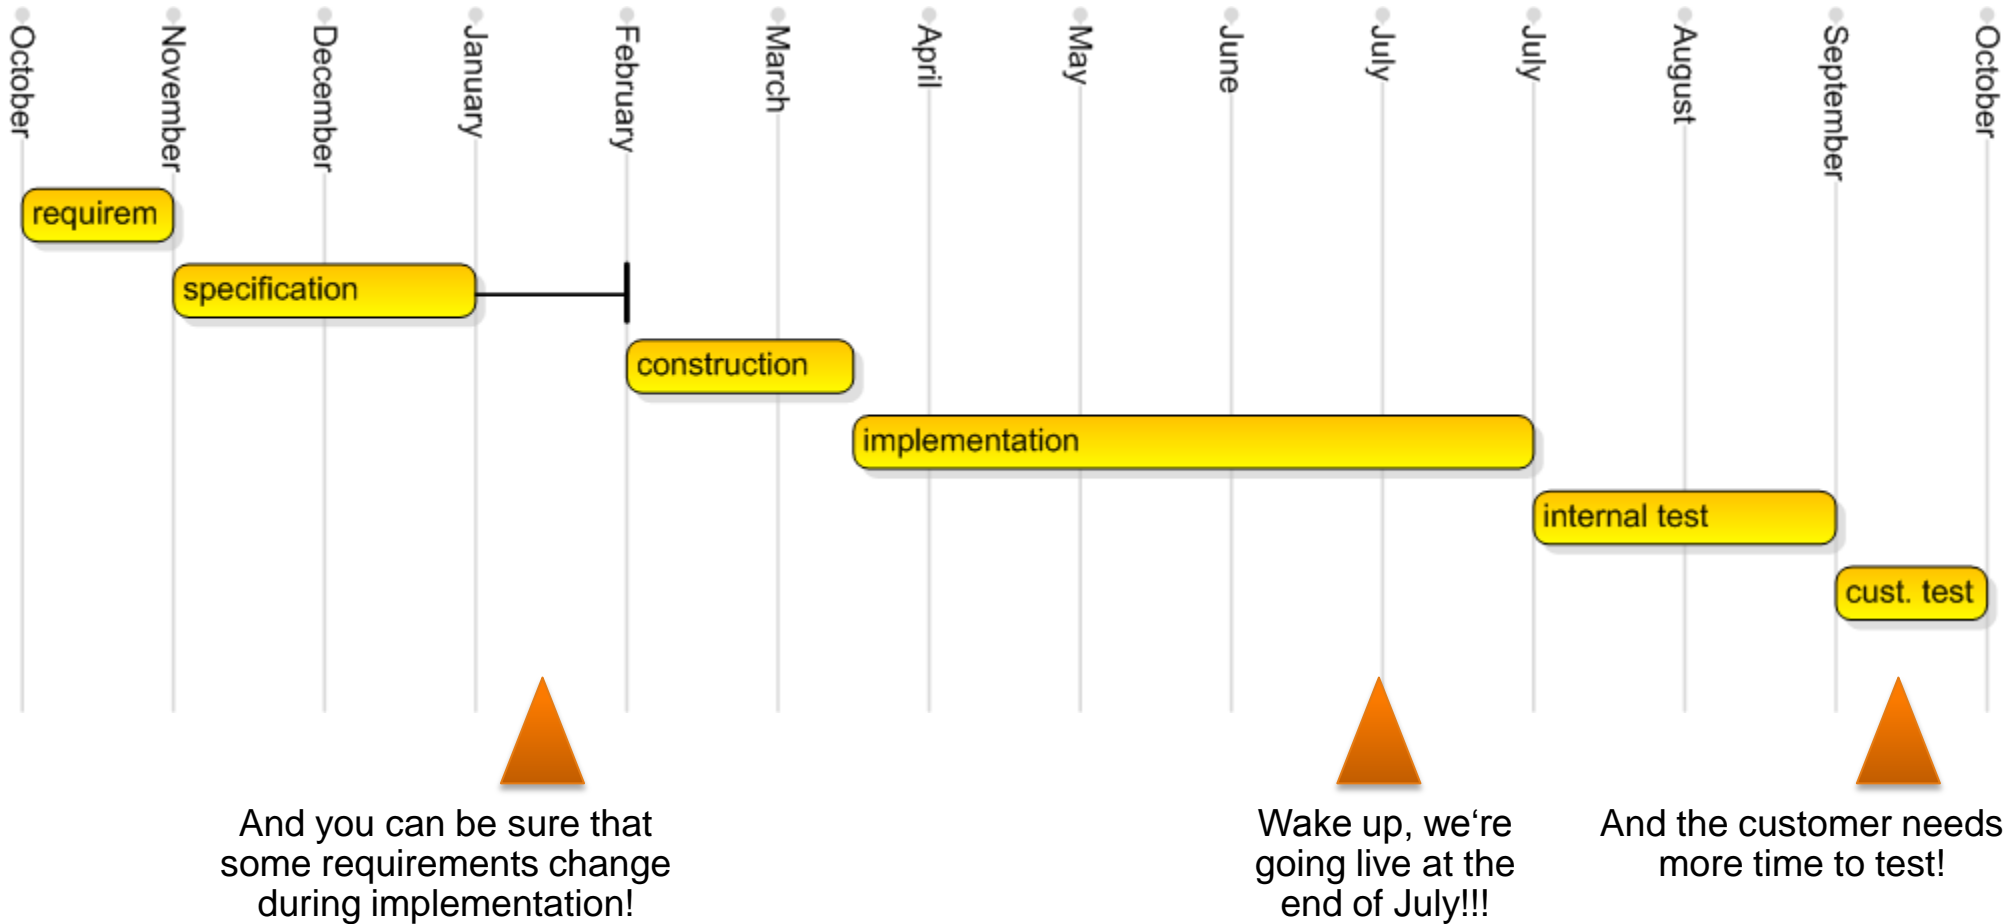 October
November
December
January
February
March
April
May
June
July
July
August
September
October
requirem
specification
construction
implementation
internal test
cust. test
And you can be sure that
some requirements change
during implementation!
Wake up, we‘re
going live at the
end of July!!!
And the customer needs
more time to test!